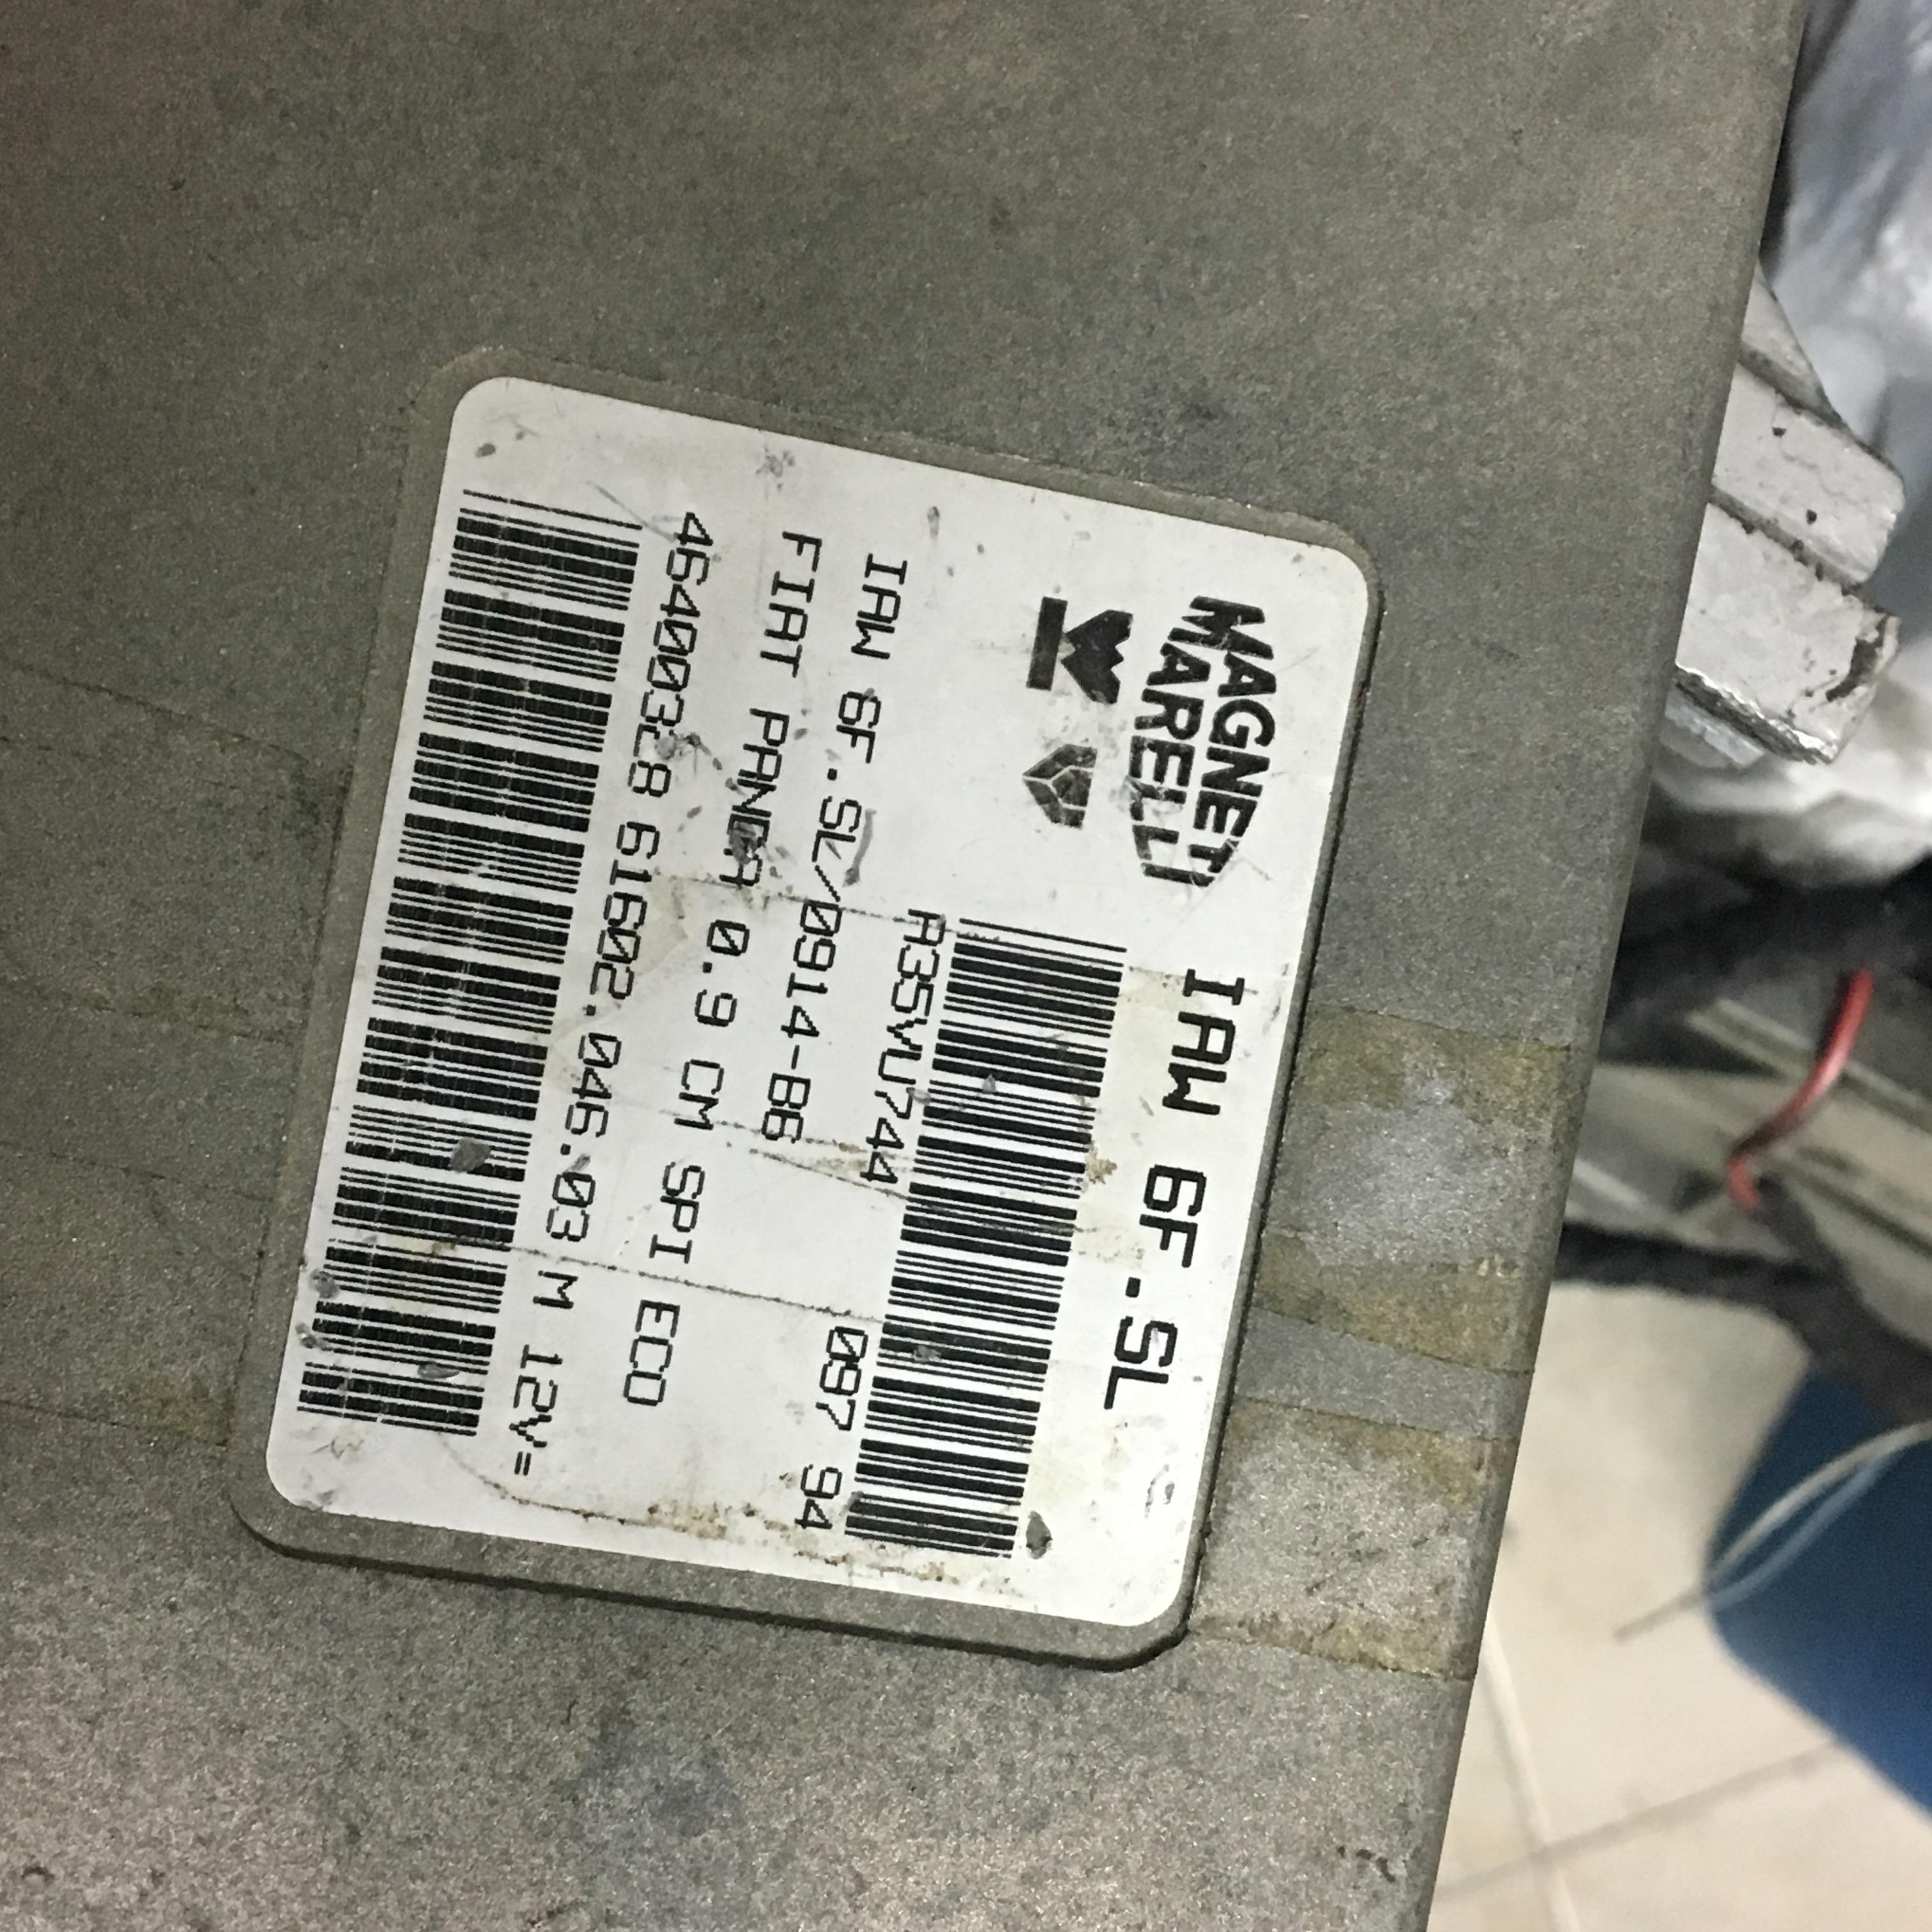 MAGNETI
MARELLI
IAW 6F.SL
A35VU744
097 94
IAW 6F.SL/0914-B6
FIAT PANDA 0.9 CM SPI ECO
46400328 61602.046.03 M 12V=